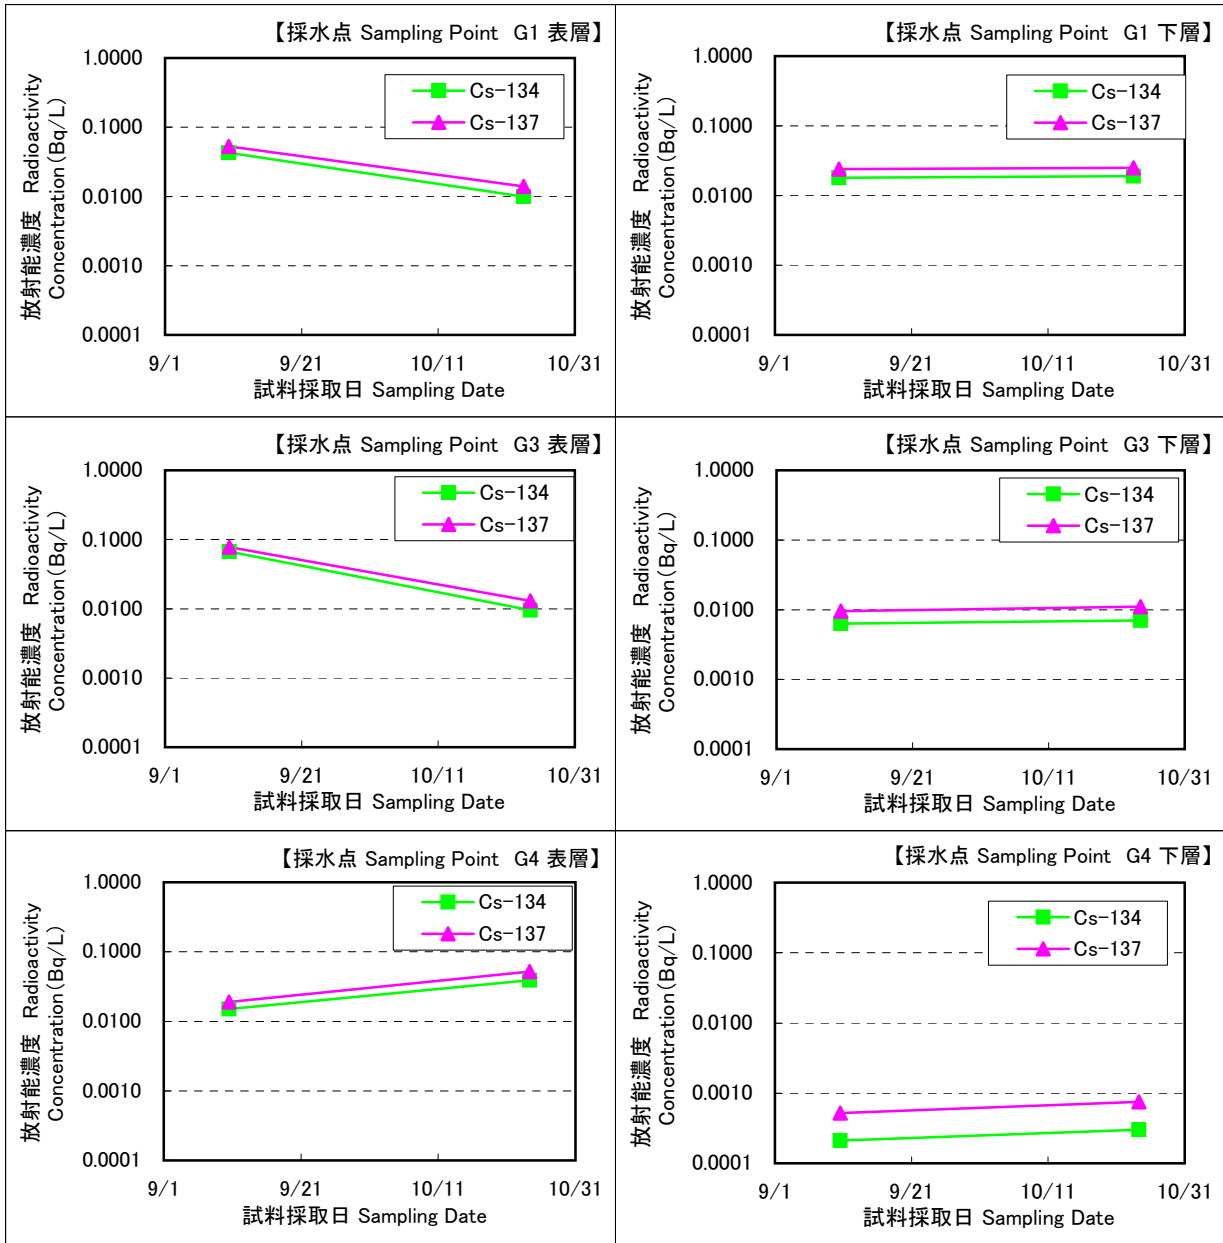 【採水点 Sampling Point G1 表層】
1.0000
0.1000
0.0100
0.0010
0.0001
放射能濃度 Radioactivity
Concentration(Bq/L)
Cs-134
Cs-137
9/1 9/21 10/11 10/31
試料採取日 Sampling Date
【採水点 Sampling Point G1 下層】
1.0000
0.1000
0.0100
0.0010
0.0001
放射能濃度 Radioactivity
Concentration(Bq/L)
Cs-134
Cs-137
9/1 9/21 10/11 10/31
試料採取日 Sampling Date
【採水点 Sampling Point G3 表層】
1.0000
0.1000
0.0100
0.0010
0.0001
放射能濃度 Radioactivity
Concentration(Bq/L)
Cs-134
Cs-137
9/1 9/21 10/11 10/31
試料採取日 Sampling Date
【採水点 Sampling Point G3 下層】
1.0000
0.1000
0.0100
0.0010
0.0001
放射能濃度 Radioactivity
Concentration(Bq/L)
Cs-134
Cs-137
9/1 9/21 10/11 10/31
試料採取日 Sampling Date
【採水点 Sampling Point G4 表層】
1.0000
0.1000
0.0100
0.0010
0.0001
放射能濃度 Radioactivity
Concentration(Bq/L)
Cs-134
Cs-137
9/1 9/21 10/11 10/31
試料採取日 Sampling Date
【採水点 Sampling Point G4 下層】
1.0000
0.1000
0.0100
0.0010
0.0001
放射能濃度 Radioactivity
Concentration(Bq/L)
Cs-134
Cs-137
9/1 9/21 10/11 10/31
試料採取日 Sampling Date